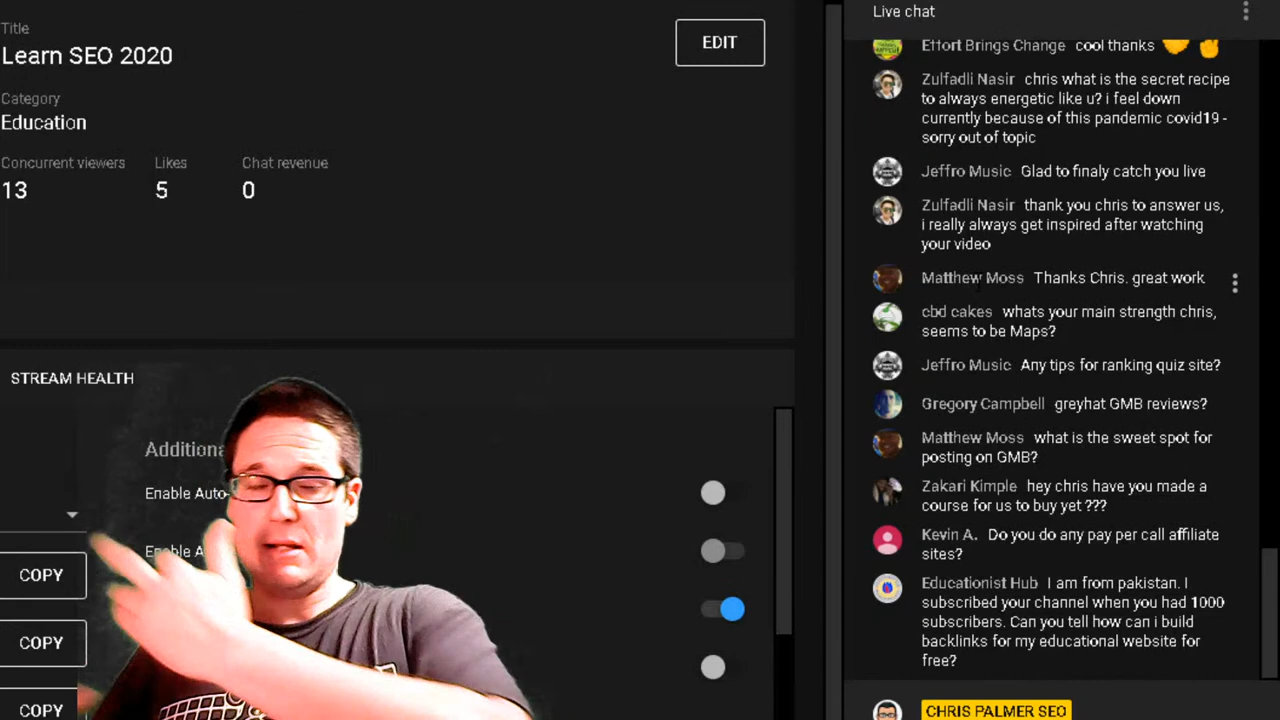 Title
Learn SEO 2020
EDIT
Category
Education
Concurrent viewers Likes Chat revenue
13 5 0
STREAM HEALTH
Additiona
Enable Auto-
Enable A
COPY
COPY
COPY
Live chat
Effort Brings Change cool thanks
Zulfadli Nasir chris what is the secret recipe
to always energetic like u? i feel down
currently because of this pandemic covid19 -
sorry out of topic
Jeffro Music Glad to finaly catch you live
Zulfadli Nasir thank you chris to answer us,
i really always get inspired after watching
your video
Matthew Moss Thanks Chris. great work
cbd cakes whats your main strength chris,
seems to be Maps?
Jeffro Music Any tips for ranking quiz site?
Gregory Campbell greyhat GMB reviews?
Matthew Moss what is the sweet spot for
posting on GMB?
Zakari Kimple hey chris have you made a
course for us to buy yet ???
Kevin A. Do you do any pay per call affiliate
sites?
Educationist Hub I am from pakistan. I
subscribed your channel when you had 1000
subscribers. Can you tell how can i build
backlinks for my educational website for
free?
CHRIS PALMER SEO